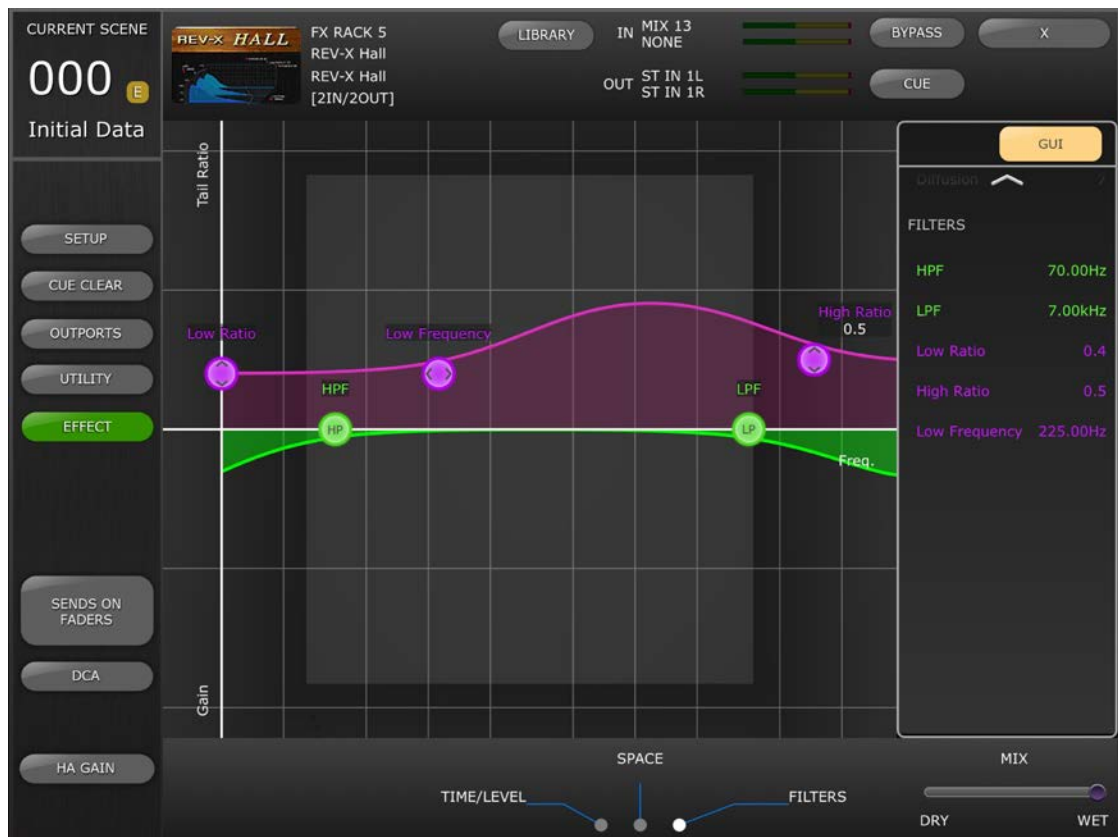 CURRENT SCENE
000 E
Initial Data
SETUP
CUE CLEAR
OUTPORTS
UTILITY
EFFECT
SENDS ON
FADERS
DCA
HA GAIN
REV-X HALL
FX RACK 5
REV-X Hall
REV-X Hall
[2IN/2OUT]
LIBRARY
IN MIX 13
NONE
OUT ST IN 1L
ST IN 1R
BYPASS
X
CUE
Tail Ratio
Low Ratio
Low Frequency
High Ratio
0.5
HPF
HP
LPF
LP
Freq.
Gain
GUI
Diffusion 7
FILTERS
HPF 70.00Hz
LPF 7.00kHz
Low Ratio 0.4
High Ratio 0.5
Low Frequency 225.00Hz
SPACE
TIME/LEVEL
FILTERS
MIX
DRY WET